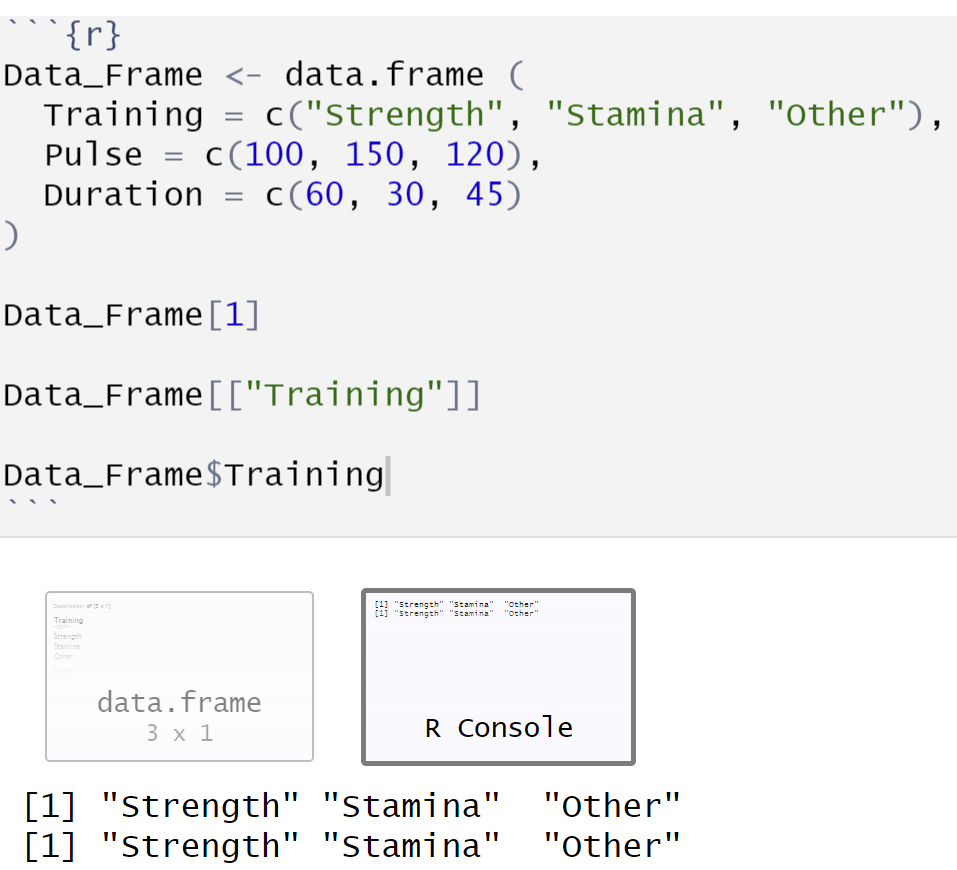 ```{r}
Data_Frame <- data.frame (
  Training = c("Strength", "Stamina", "Other"),
  Pulse = c(100, 150, 120),
  Duration = c(60, 30, 45)
)

Data_Frame[1]

Data_Frame[["Training"]]

Data_Frame$Training
```
Description: df [3 x 1]
Training
Strength
Stamina
Other
3 rows
data.frame
3 x 1
[1] "Strength" "Stamina"  "Other"
[1] "Strength" "Stamina"  "Other"
R Console
[1] "Strength" "Stamina"  "Other"
[1] "Strength" "Stamina"  "Other"